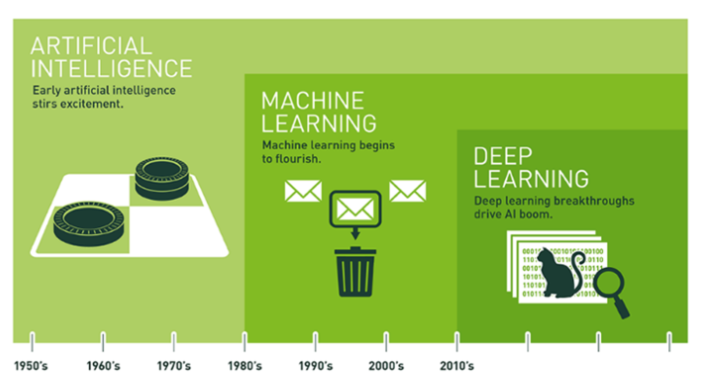 ARTIFICIAL
INTELLIGENCE
Early artificial intelligence
stirs excitement.
MACHINE
LEARNING
Machine learning begins
to flourish.
DEEP
LEARNING
Deep learning breakthroughs
drive AI boom.
1950's 1960's 1970's 1980's 1990's 2000's 2010's